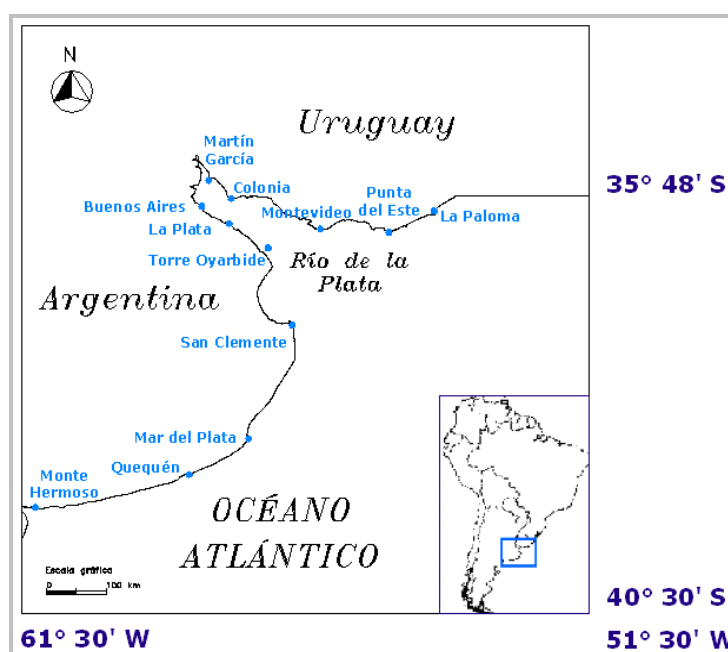 N
Uruguay
Martín
García
35° 48' S
Colonia
Punta
del Este
Buenos Aires
Montevideo
La Paloma
La Plata
Torre Oyarbide
Río de la
Plata
Argentina
San Clemente
Mar del Plata
Quequén
Monte
Hermoso
OCÉANO
ATLÁNTICO
Escala gráfica
0 100 km
40° 30' S
61° 30' W
51° 30' W